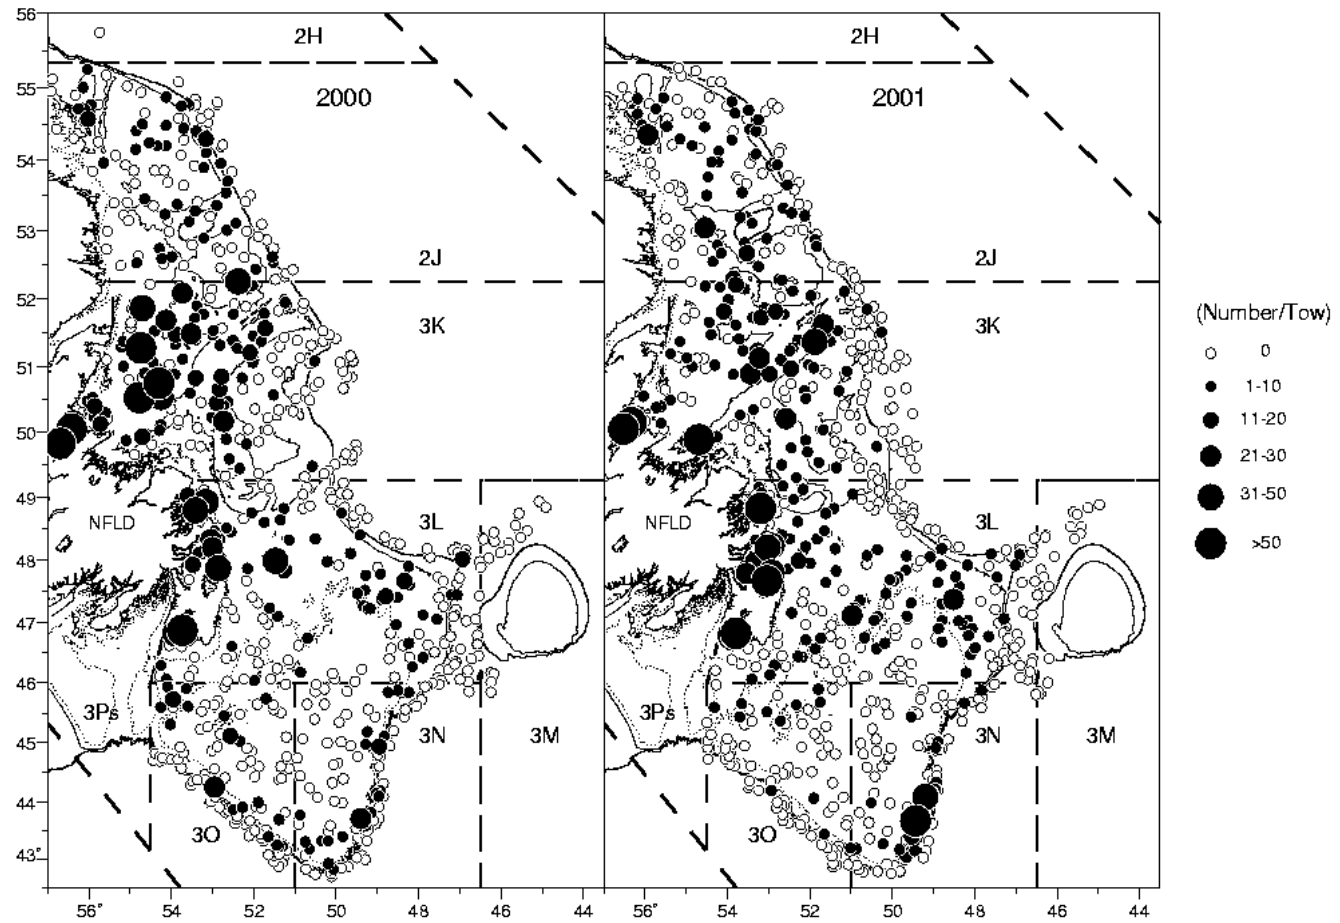 56
55
54
53
52
51
50
49
48
47
46
45
44
43°
2H
2000
2J
3K
NFLD
3L
3Ps
3N
3M
3O
56° 54 52 50 48 46 44
2H
2001
2J
3K
NFLD
3L
3Ps
3N
3M
3O
56° 54 52 50 48 46 44
(Number/Tow)
0
1-10
11-20
21-30
31-50
>50